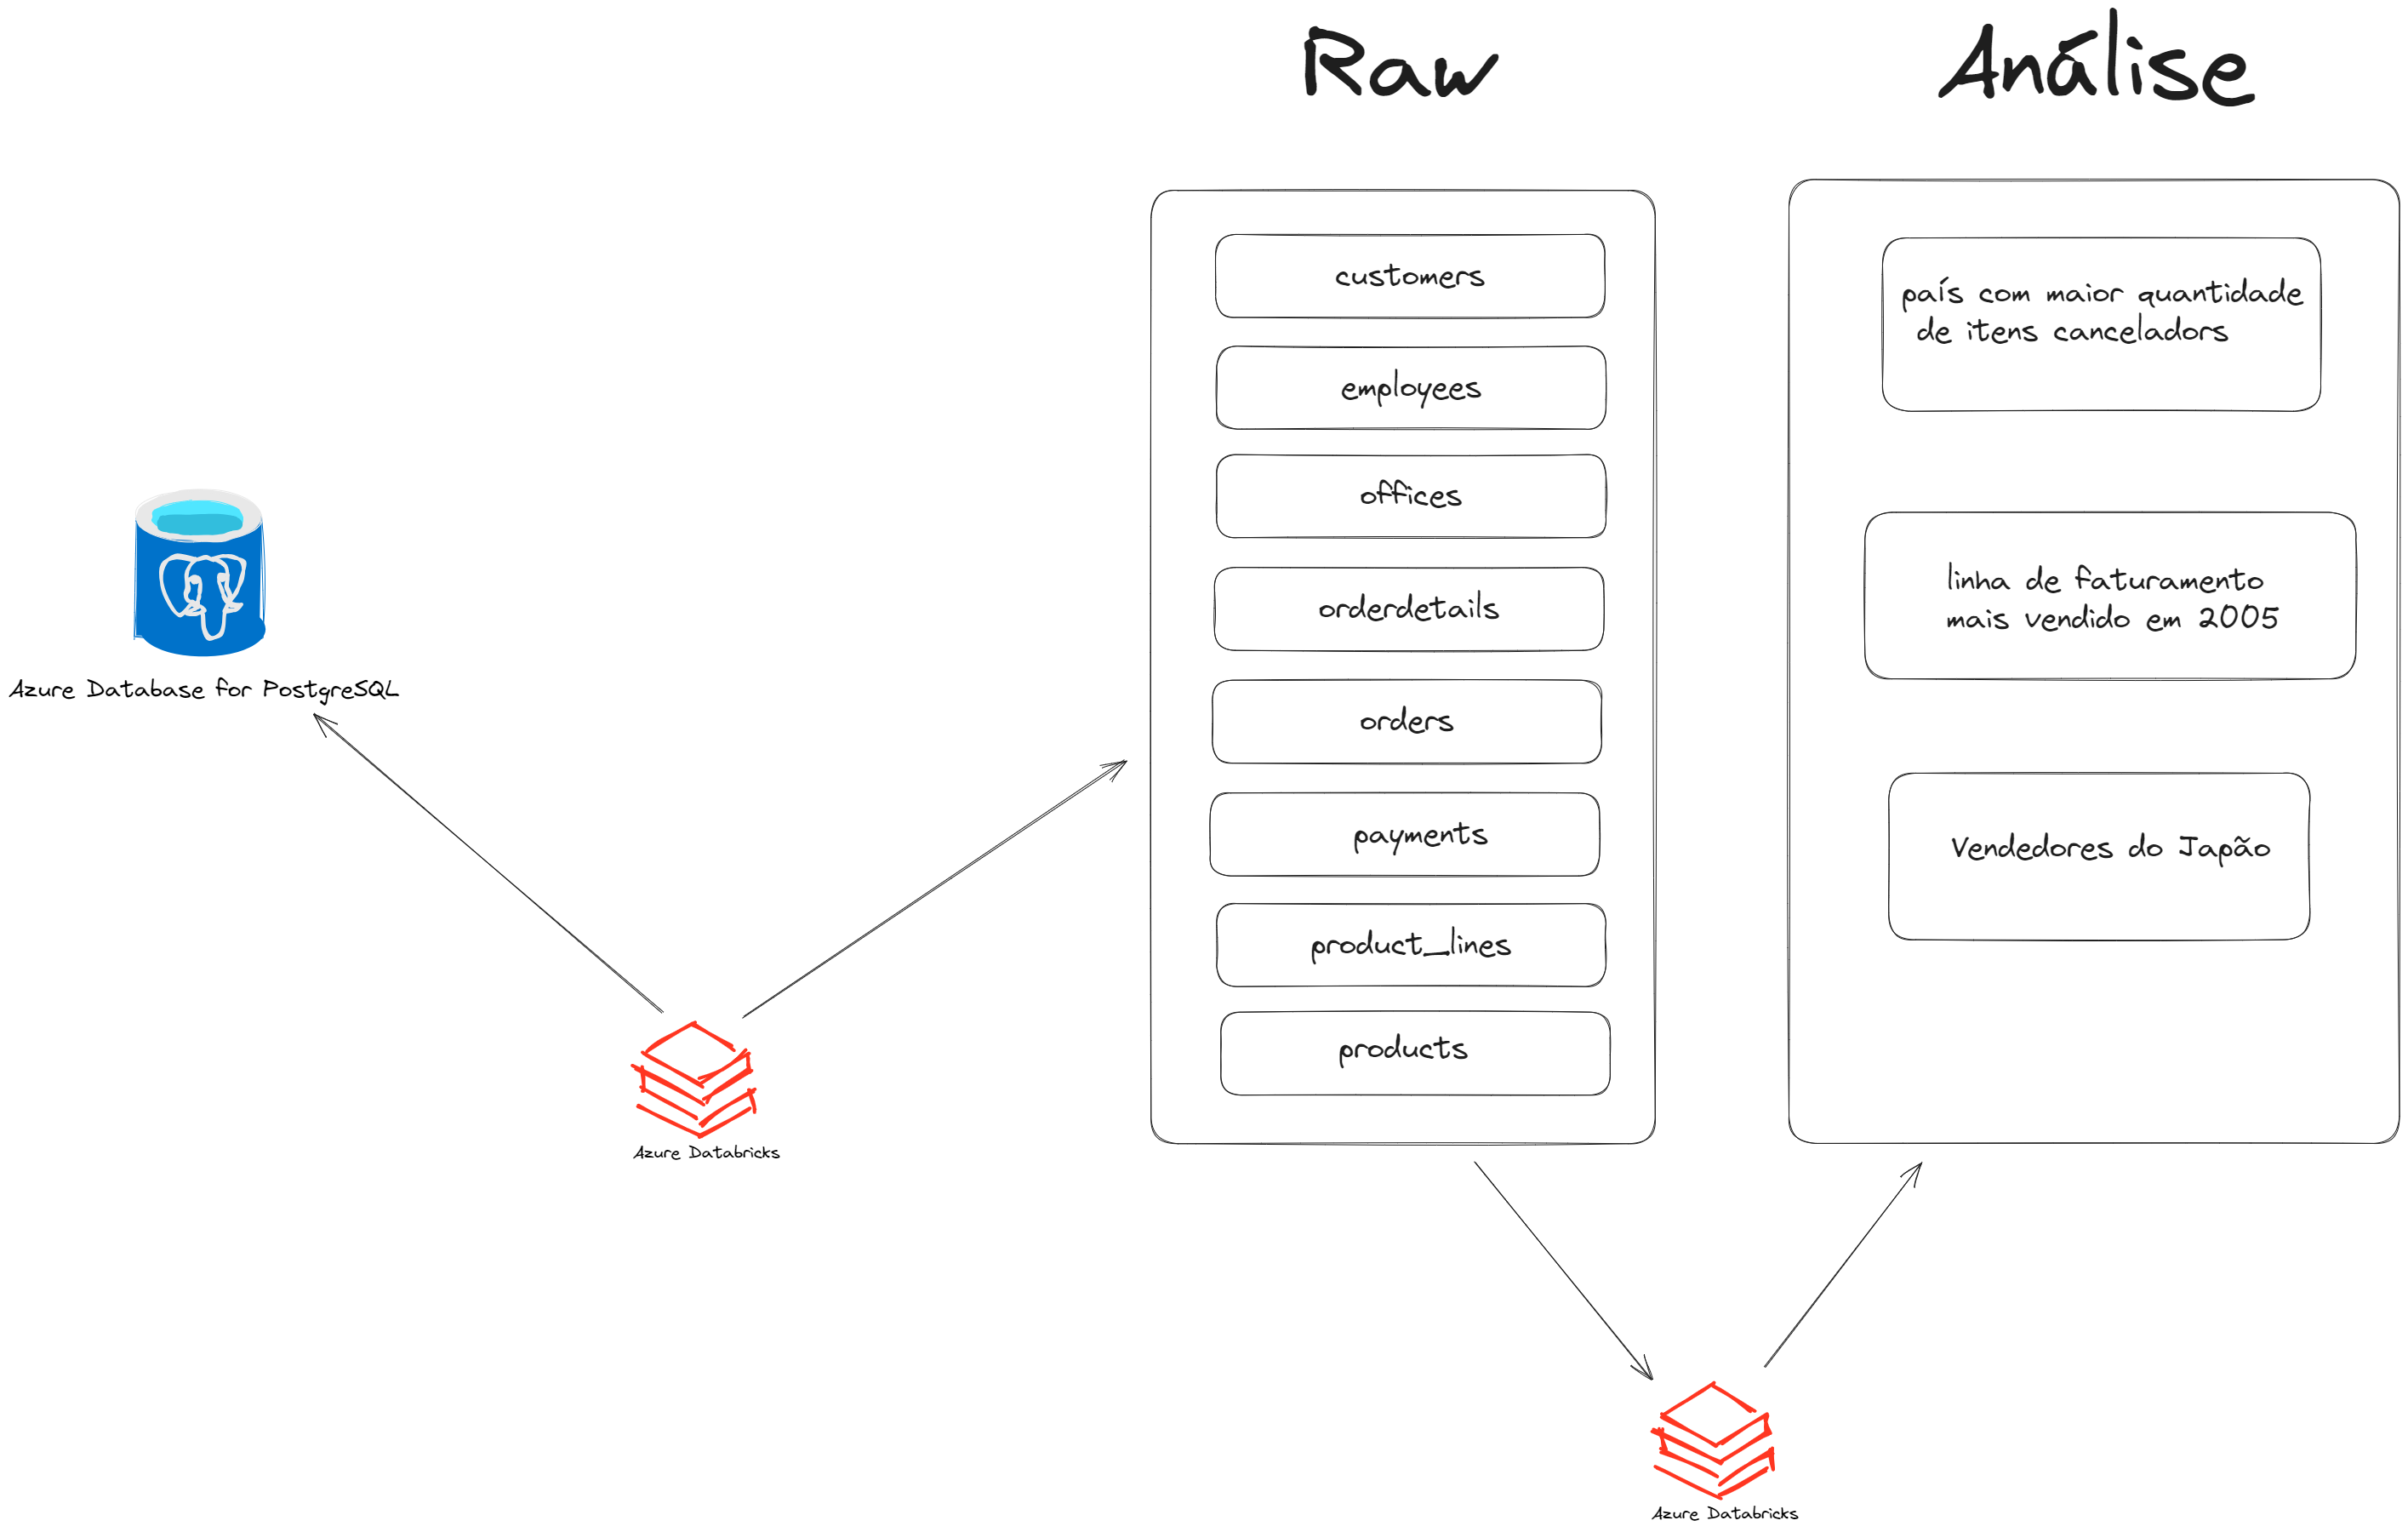 Raw
Análise
customers
employees
offices
orderdetails
orders
payments
product_lines
products
país com maior quantidade
de itens canceladors
linha de faturamento
mais vendido em 2005
Vendedores do Japão
Azure Database for PostgreSQL
Azure Databricks
Azure Databricks